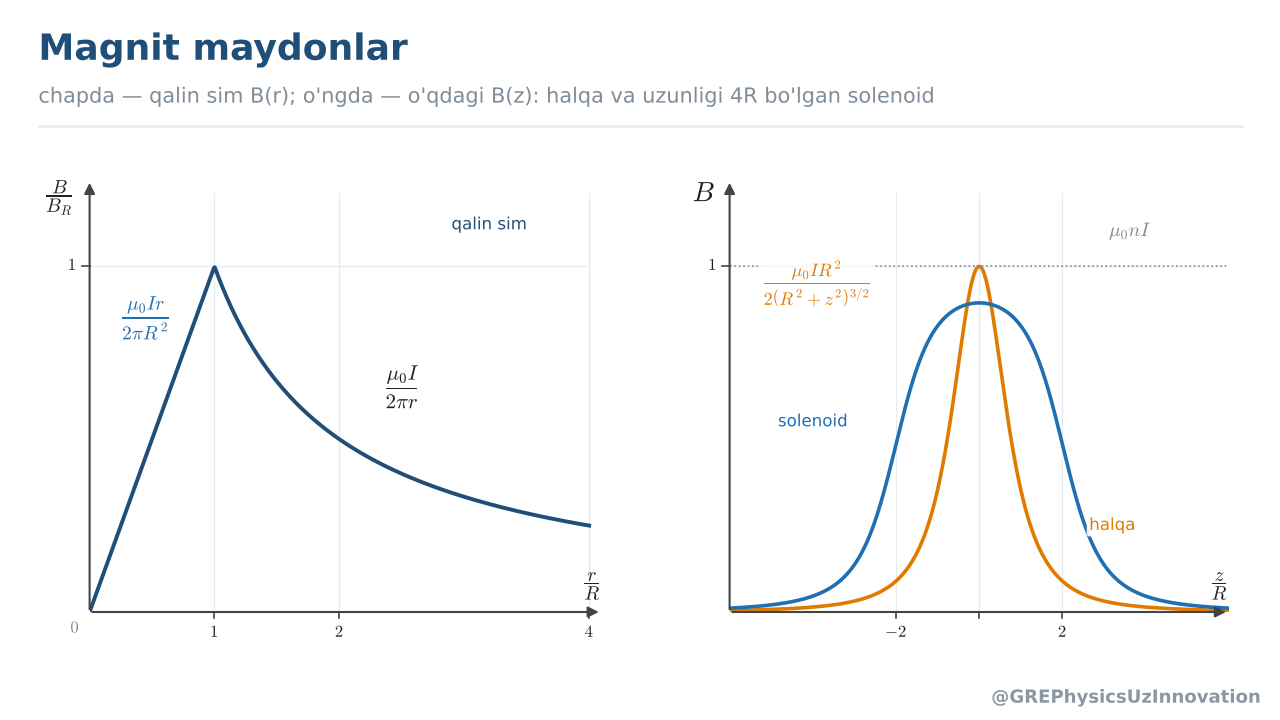 Magnit maydonlar
chapda — qalin sim B(r); o'ngda — o'qdagi B(z): halqa va uzunligi 4R bo'lgan solenoid
B/B_R
1
qalin sim
μ₀Ir/2πR²
μ₀I/2πr
r/R
0
1
2
4
B
1
μ₀nI
μ₀IR²/2(R² + z²)^{3/2}
solenoid
halqa
z/R
−2
2
@GREPhysicsUzInnovation